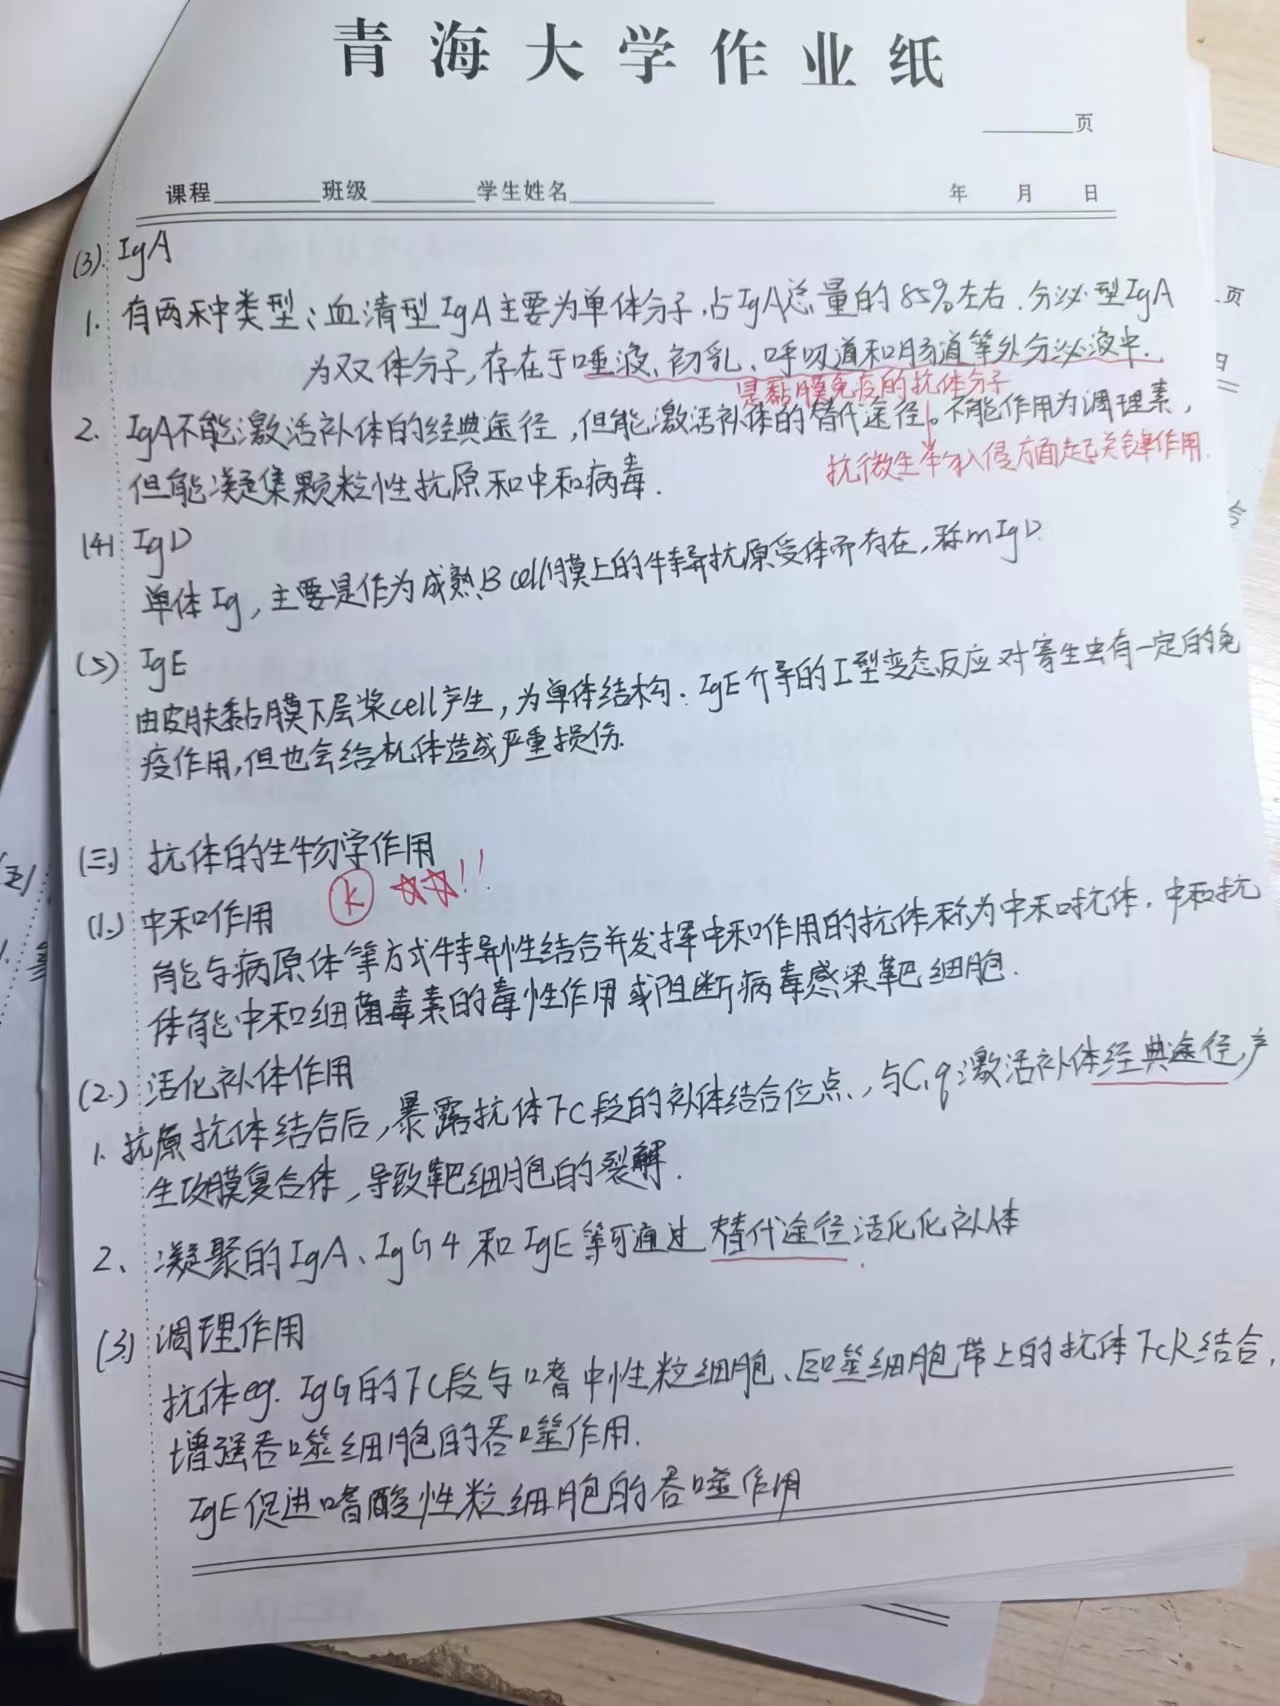 青海大学作业纸
页
课程 班级 学生姓名 年 月 日
(3). IgA
1. 有两种类型:血清型IgA主要为单体分子,占IgA总量的85%左右.分泌型IgA
为双体分子,存在于唾液、初乳、呼吸道和肠道等外分泌液中.
是黏膜免疫的抗体分子
2. IgA不能激活补体的经典途径,但能激活补体的替代途径。不能作用为调理素,
抗微生物入侵方面起关键作用.
但能凝集颗粒性抗原和中和病毒.
(4) IgD
单体Ig,主要是作为成熟B cell膜上的特异抗原受体而存在,称mIgD.
(5) IgE
由皮肤黏膜下层浆cell产生,为单体结构.IgE介导的I型变态反应对寄生虫有一定的免
疫作用,但也会给机体造成严重损伤.
(三) 抗体的生物学作用
K ☆☆!!
(1.) 中和作用
能与病原体等方式特异性结合并发挥中和作用的抗体称为中和抗体.中和抗
体能中和细菌毒素的毒性作用或阻断病毒感染靶细胞.
(2.) 活化补体作用
1. 抗原抗体结合后,暴露抗体Fc段的补体结合位点、,与C1q激活补体经典途径,产
生攻膜复合体,导致靶细胞的裂解.
2、凝聚的IgA、IgG4和IgE等可通过替代途径活化化补体
(3) 调理作用
抗体eg. IgG的Fc段与嗜中性粒细胞、巨噬细胞带上的抗体FcR结合,
增强吞噬细胞的吞噬作用.
IgE促进嗜酸性粒细胞的吞噬作用
页
日